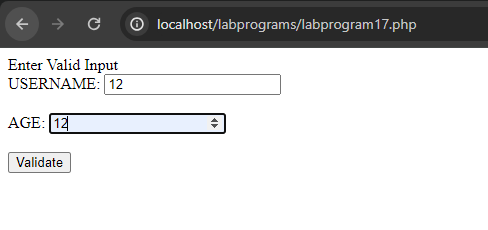 localhost/labprograms/labprogram17.php
Enter Valid Input
USERNAME: 12
AGE: 12
Validate